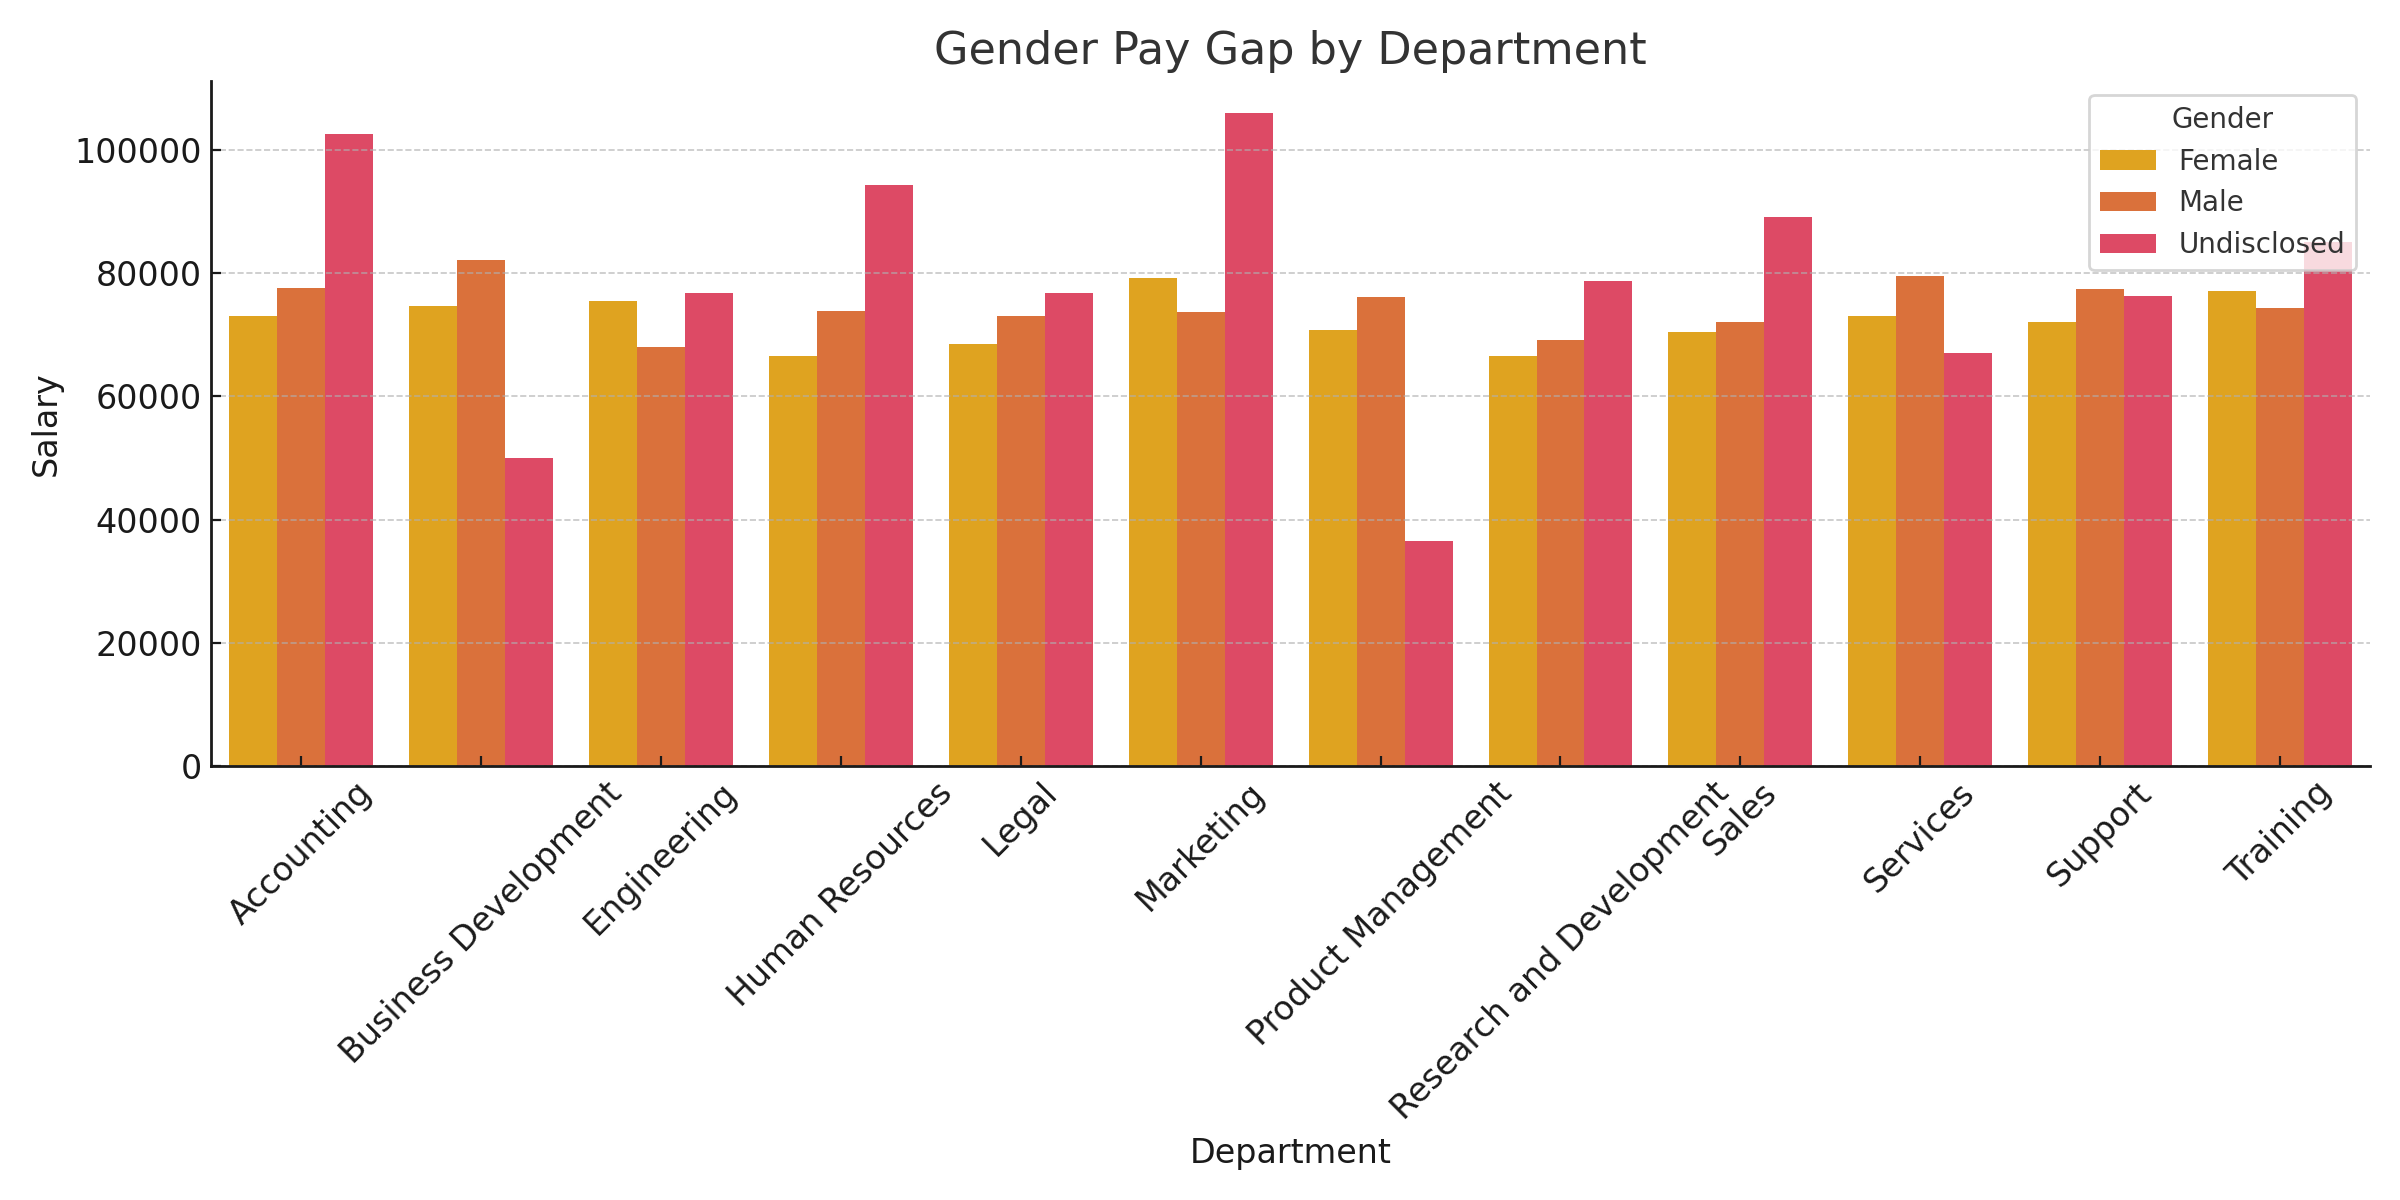 Gender Pay Gap by Department
Gender
Female
Male
Undisclosed
Salary
100000
80000
60000
40000
20000
0
Accounting
Business Development
Engineering
Human Resources
Legal
Marketing
Product Management
Research and Development
Sales
Services
Support
Training
Department